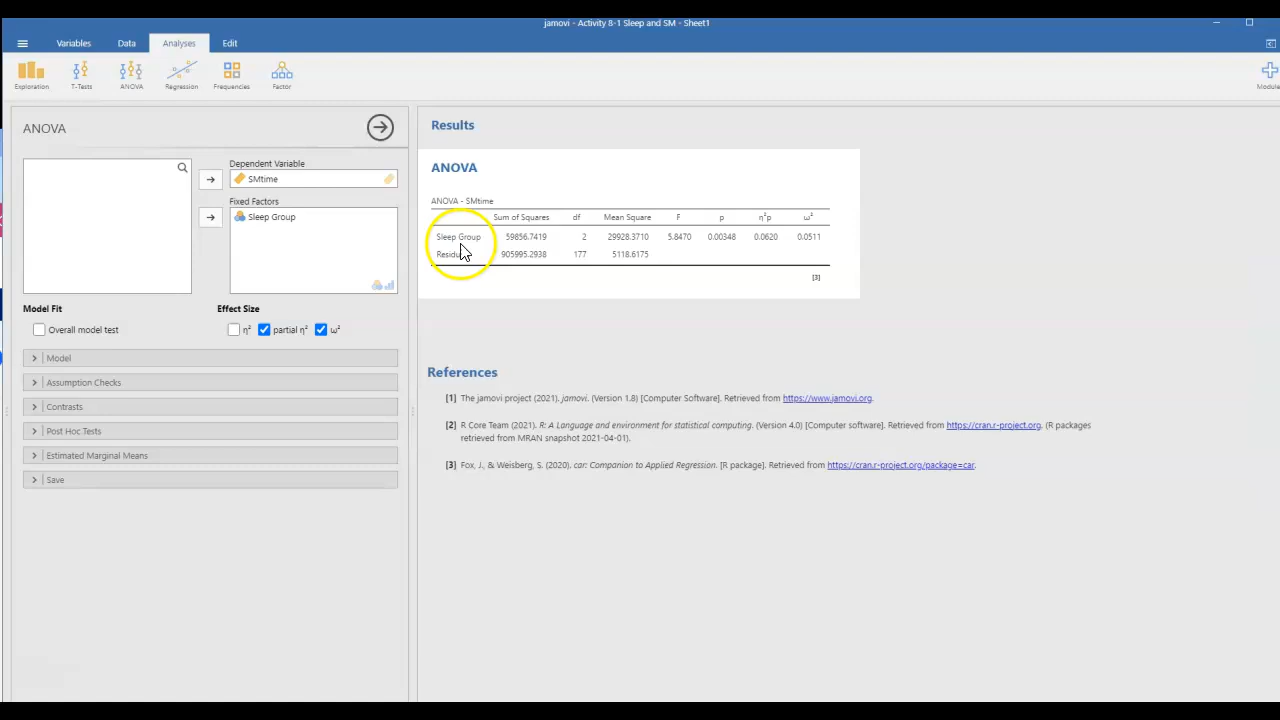 jamovi - Activity 8-1 Sleep and SM - Sheet1
Variables Data Analyses Edit
Exploration T-Tests ANOVA Regression Frequencies Factor
ANOVA
Dependent Variable
SMtime
Fixed Factors
Sleep Group
Model Fit Effect Size
Overall model test η² partial η² ω²
Model
Assumption Checks
Contrasts
Post Hoc Tests
Estimated Marginal Means
Save
Results
ANOVA
ANOVA - SMtime
Sum of Squares df Mean Square F p η²p ω²
Sleep Group 59856.7419 2 29928.3710 5.8470 0.00348 0.0620 0.0511
905995.2938 177 5118.6175
[3]
References
[1] The jamovi project (2021). jamovi. (Version 1.8) [Computer Software]. Retrieved from https://www.jamovi.org.
[2] R Core Team (2021). R: A Language and environment for statistical computing. (Version 4.0) [Computer software]. Retrieved from https://cran.r-project.org. (R packages
retrieved from MRAN snapshot 2021-04-01).
[3] Fox, J., & Weisberg, S. (2020). car: Companion to Applied Regression. [R package]. Retrieved from https://cran.r-project.org/package=car.